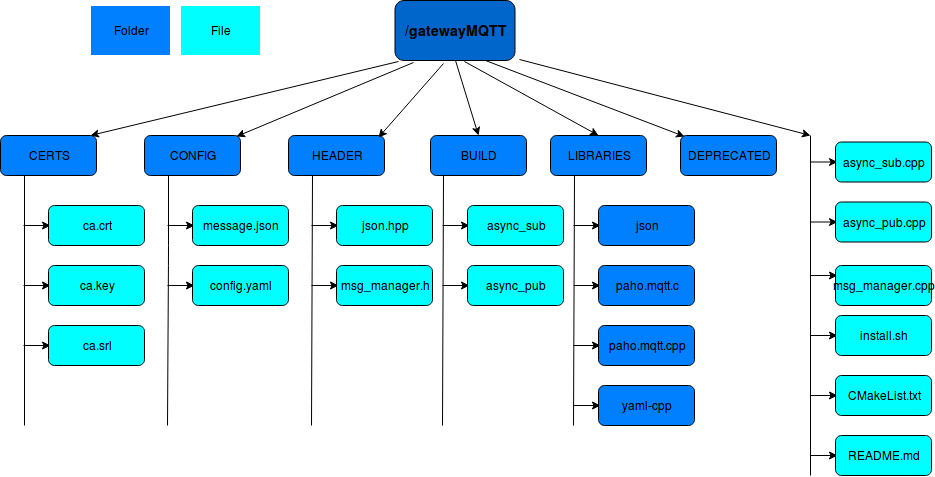 Folder
File
/gatewayMQTT
CERTS
CONFIG
HEADER
BUILD
LIBRARIES
DEPRECATED
async_sub.cpp
async_pub.cpp
msg_manager.cpp
install.sh
CMakeList.txt
README.md
ca.crt
ca.key
ca.srl
message.json
config.yaml
json.hpp
msg_manager.h
async_sub
async_pub
json
paho.mqtt.c
paho.mqtt.cpp
yaml-cpp